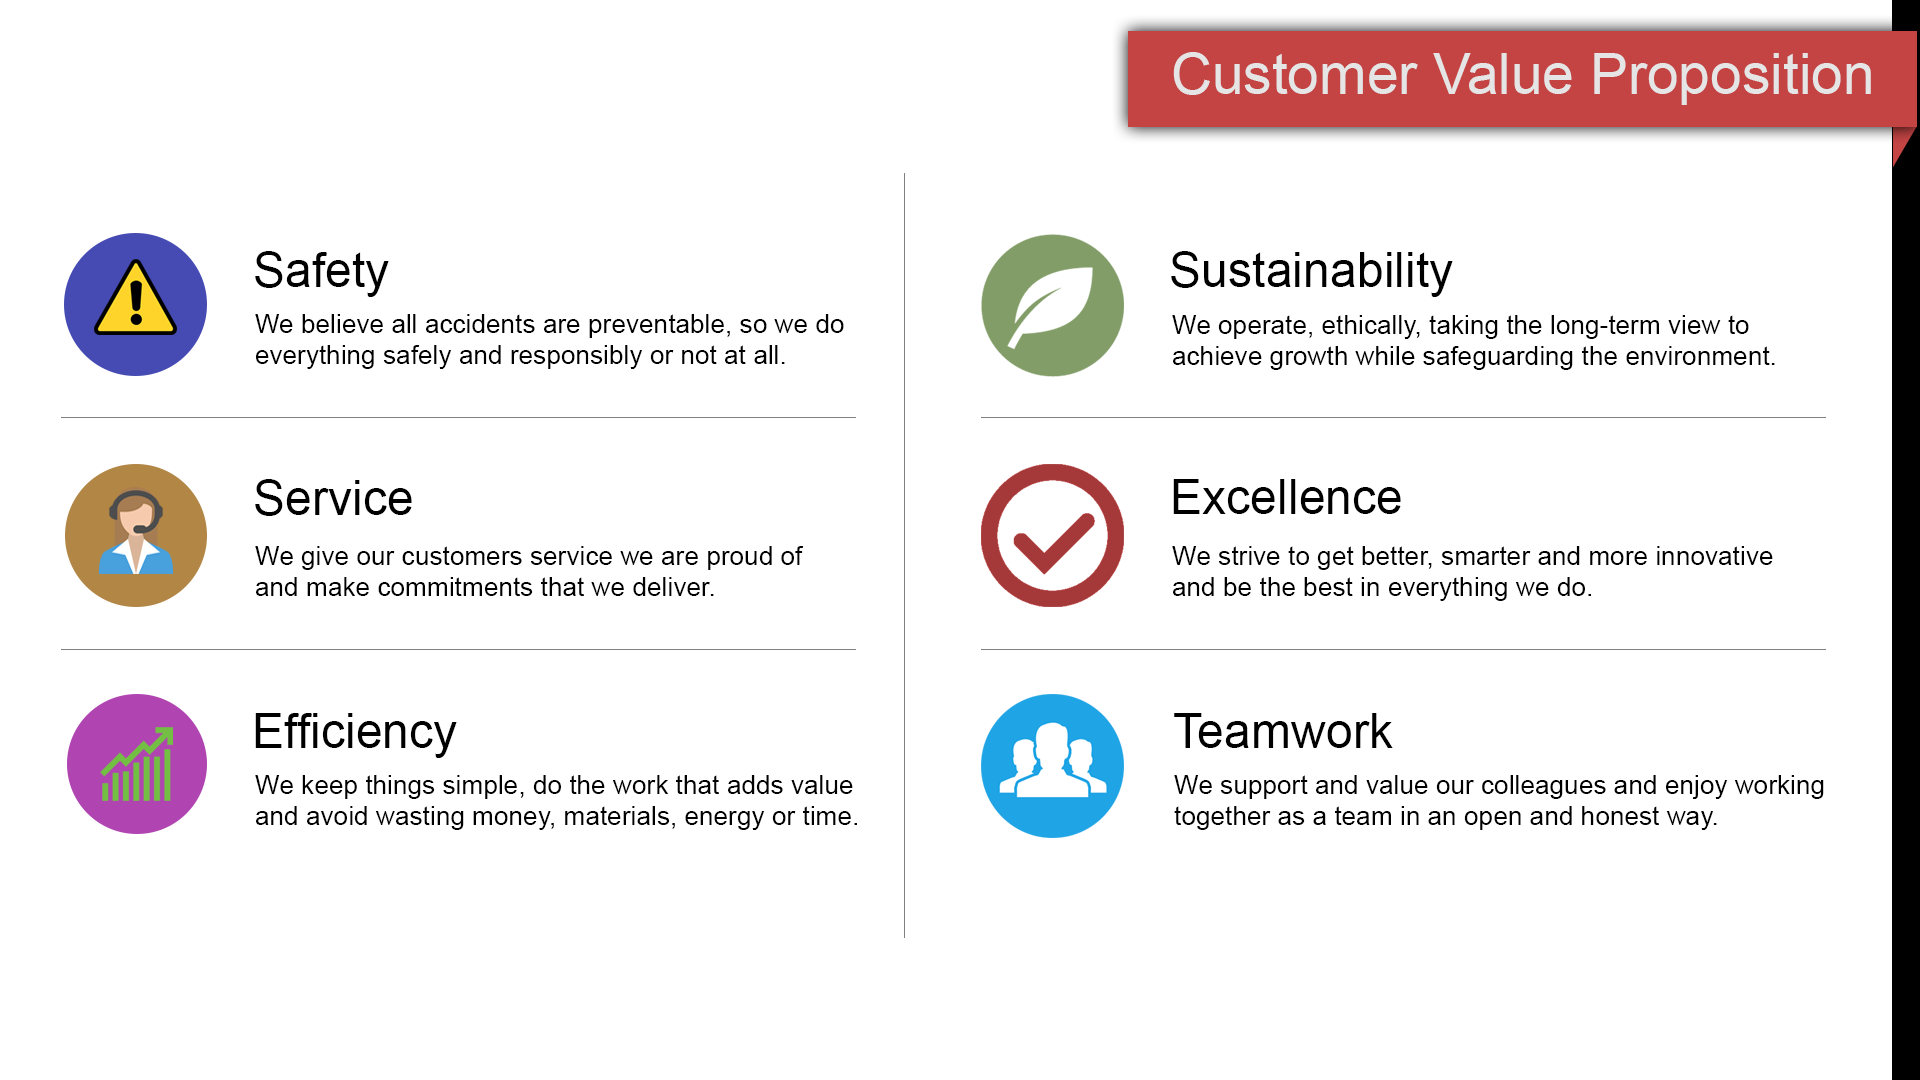 Customer Value Proposition
Safety
We believe all accidents are preventable, so we do
everything safely and responsibly or not at all.
Service
We give our customers service we are proud of
and make commitments that we deliver.
Efficiency
We keep things simple, do the work that adds value
and avoid wasting money, materials, energy or time.
Sustainability
We operate, ethically, taking the long-term view to
achieve growth while safeguarding the environment.
Excellence
We strive to get better, smarter and more innovative
and be the best in everything we do.
Teamwork
We support and value our colleagues and enjoy working
together as a team in an open and honest way.